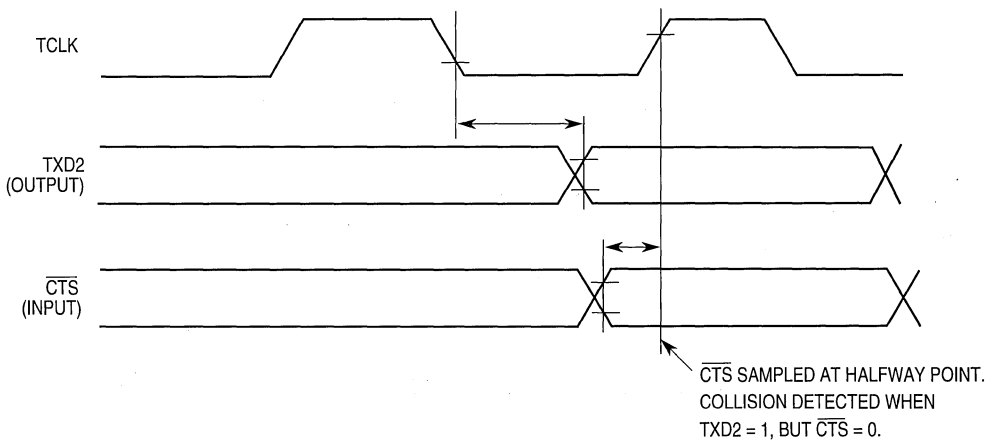 TCLK
TXD2
(OUTPUT)
CTS
(INPUT)
CTS SAMPLED AT HALFWAY POINT.
COLLISION DETECTED WHEN
TXD2 = 1, BUT CTS = 0.